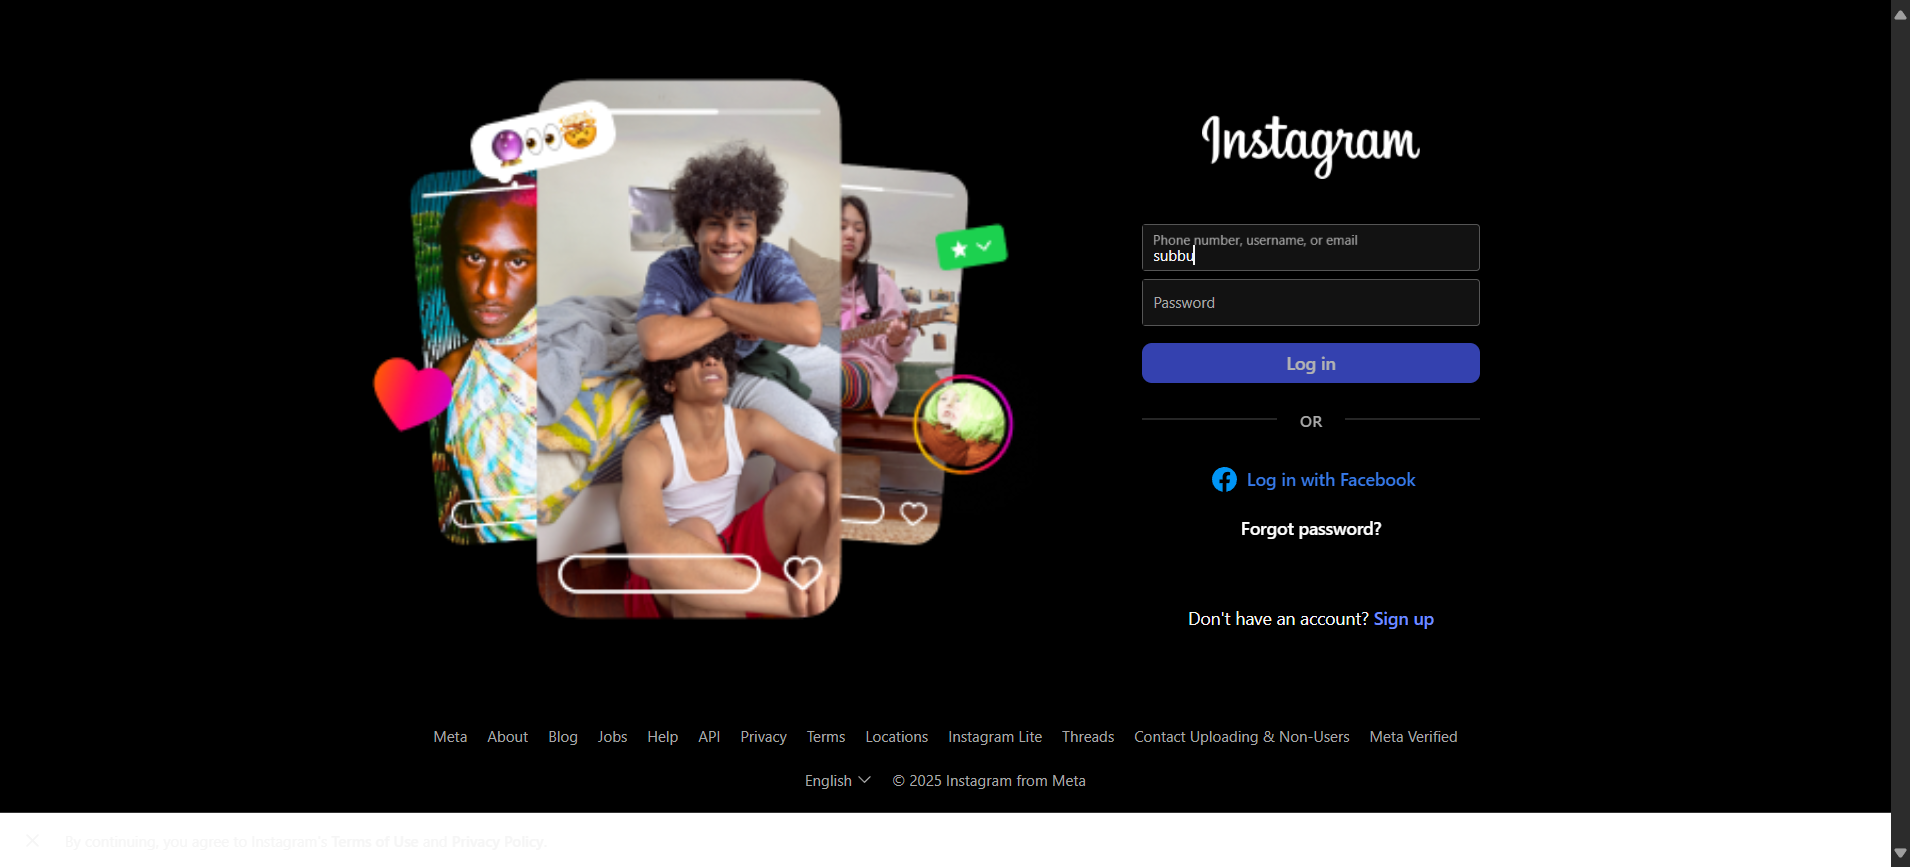 Instagram
Phone number, username, or email
subbu
Password
Log in
OR
Log in with Facebook
Forgot password?
Don't have an account? Sign up
Meta About Blog Jobs Help API Privacy Terms Locations Instagram Lite Threads Contact Uploading & Non-Users Meta Verified
English © 2025 Instagram from Meta
By continuing, you agree to Instagram's Terms of Use and Privacy Policy.